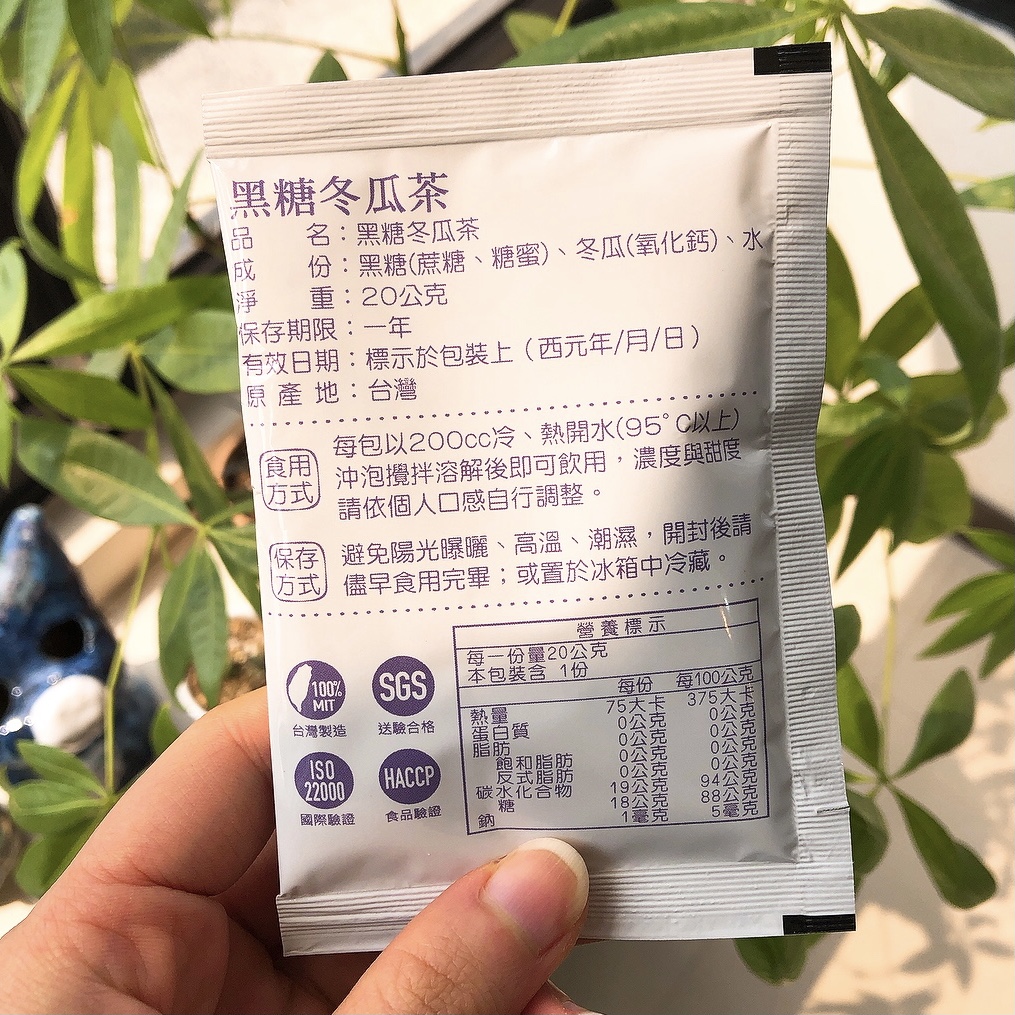 黑糖冬瓜茶
品 名：黑糖冬瓜茶
成 份：黑糖(蔗糖、糖蜜)、冬瓜(氧化鈣)、水
淨 重：20公克
保存期限：一年
有效日期：標示於包裝上（西元年/月/日）
原 產 地：台灣
食用方式
每包以200cc冷、熱開水(95°C以上)
沖泡攪拌溶解後即可飲用，濃度與甜度
請依個人口感自行調整。
保存方式
避免陽光曝曬、高溫、潮濕，開封後請
儘早食用完畢；或置於冰箱中冷藏。
100% MIT
台灣製造
SGS
送驗合格
ISO 22000
國際驗證
HACCP
食品驗證
營養標示
每一份量20公克
本包裝含 1份
每份 每100公克
熱量 75大卡 375大卡
蛋白質 0公克 0公克
脂肪 0公克 0公克
飽和脂肪 0公克 0公克
反式脂肪 0公克 0公克
碳水化合物 19公克 94公克
糖 18公克 88公克
鈉 1毫克 5毫克